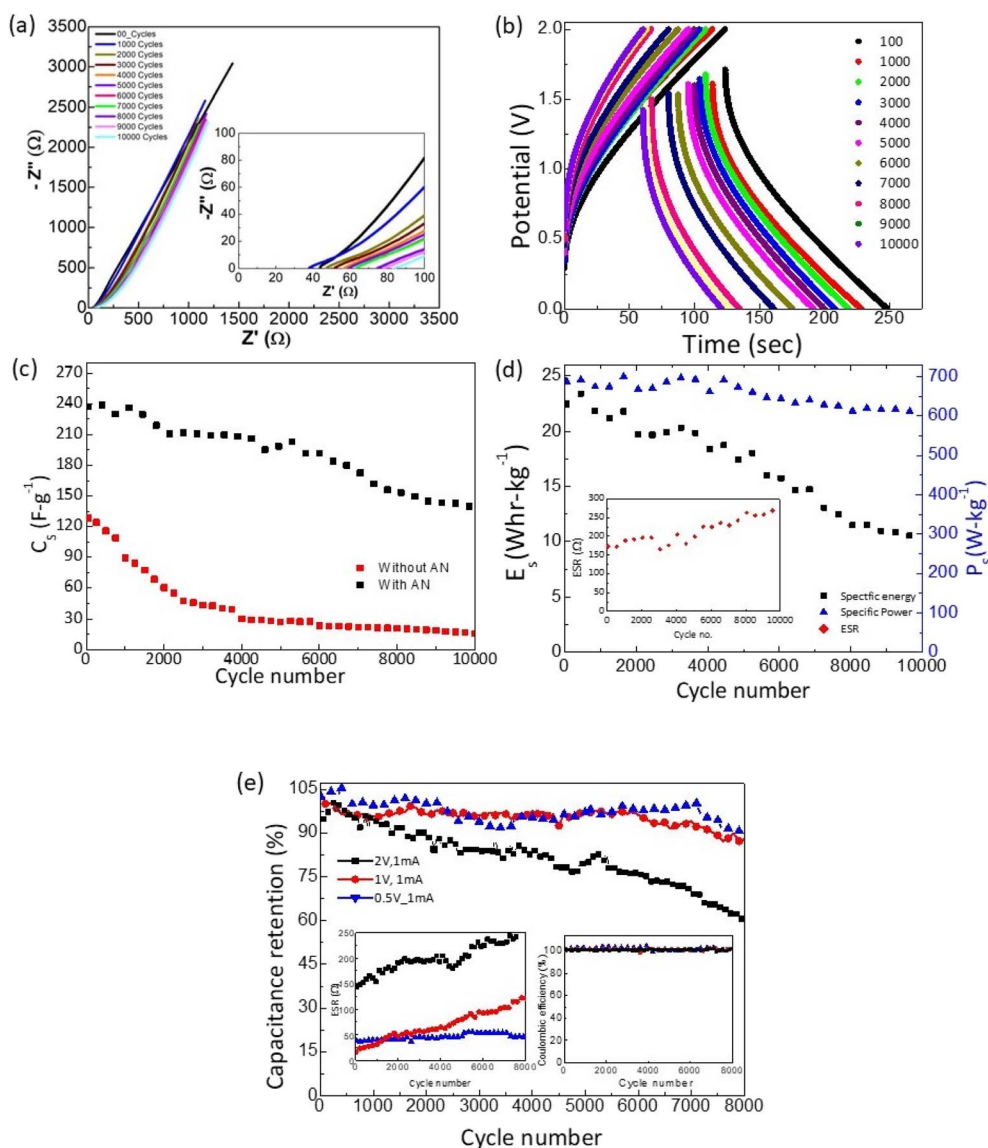 (a)
3500
3000
2500
2000
1500
1000
500
0
- Z'' (Ω)
00_Cycles
1000 Cycles
2000 Cycles
3000 Cycles
4000 Cycles
5000 Cycles
6000 Cycles
7000 Cycles
8000 Cycles
9000 Cycles
10000 Cycles
100
80
60
40
20
0
-Z'' (Ω)
0 20 40 60 80 100
Z' (Ω)
0 500 1000 1500 2000 2500 3000 3500
Z' (Ω)
(b)
2.0
1.5
1.0
0.5
0.0
Potential (V)
100
1000
2000
3000
4000
5000
6000
7000
8000
9000
10000
0 50 100 150 200 250
Time (sec)
(c)
270
240
210
180
150
120
90
60
30
0
Cs (F-g-1)
Without AN
With AN
0 2000 4000 6000 8000 10000
Cycle number
(d)
25
20
15
10
5
0
Es (Whr-kg-1)
700
600
500
400
300
200
100
0
Ps(W-kg-1)
300
250
200
150
100
50
0
ESR (Ω)
0 2000 4000 6000 8000 10000
Cycle no.
Spectfic energy
Specific Power
ESR
0 2000 4000 6000 8000 10000
Cycle number
(e)
105
90
75
60
45
30
15
0
Capacitance retention (%)
2V,1mA
1V, 1mA
0.5V_1mA
250
200
150
100
50
0
ESR (Ω)
0 2000 4000 6000 8000
Cycle number
100
80
60
40
20
0
Coulombic efficiency (%)
0 2000 4000 6000 8000
Cycle number
0 1000 2000 3000 4000 5000 6000 7000 8000
Cycle number